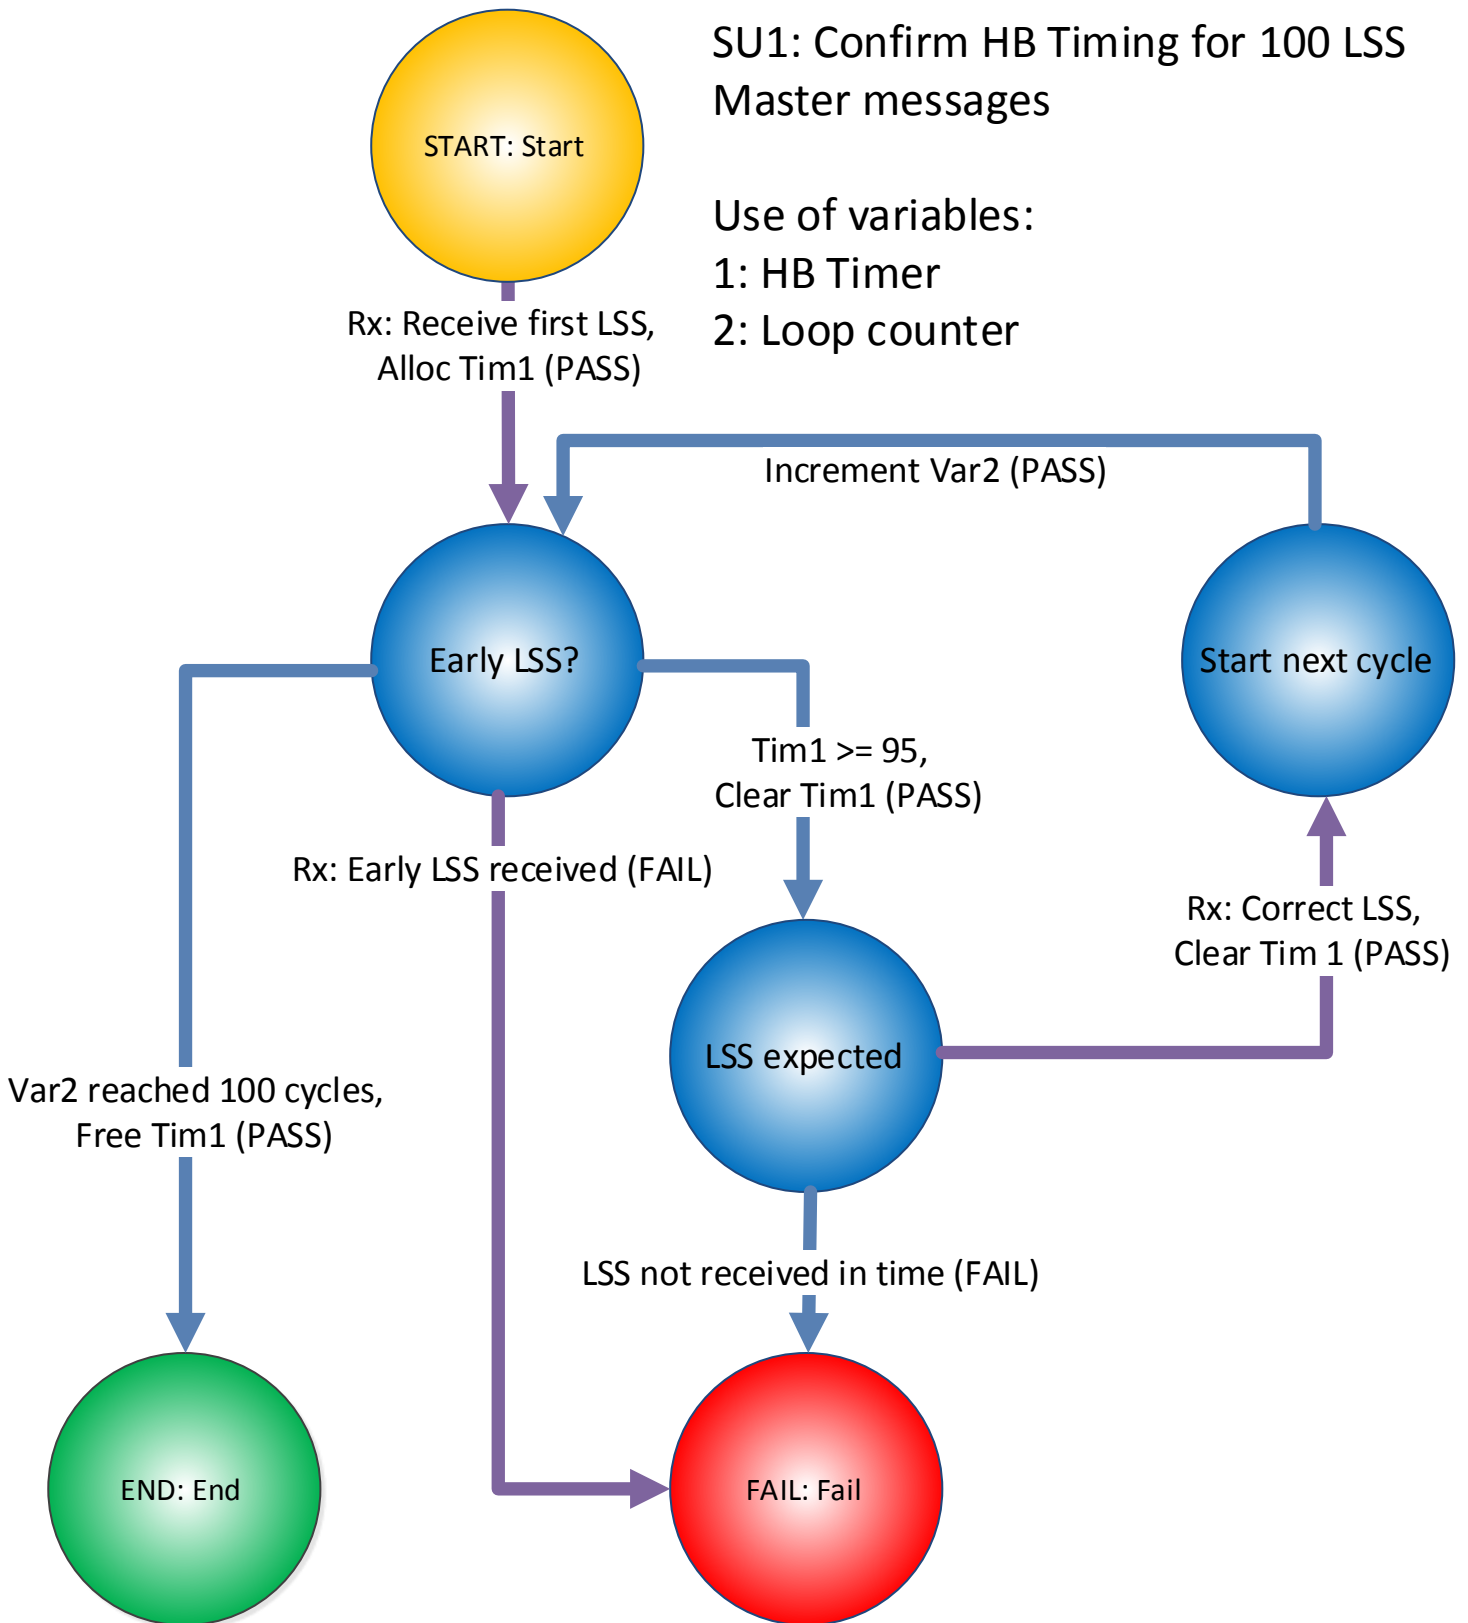 SU1: Confirm HB Timing for 100 LSS
Master messages
Use of variables:
1: HB Timer
2: Loop counter
START: Start
Rx: Receive first LSS,
Alloc Tim1 (PASS)
Increment Var2 (PASS)
Early LSS?
Start next cycle
Tim1 >= 95,
Clear Tim1 (PASS)
Rx: Early LSS received (FAIL)
Rx: Correct LSS,
Clear Tim 1 (PASS)
LSS expected
Var2 reached 100 cycles,
Free Tim1 (PASS)
LSS not received in time (FAIL)
END: End
FAIL: Fail